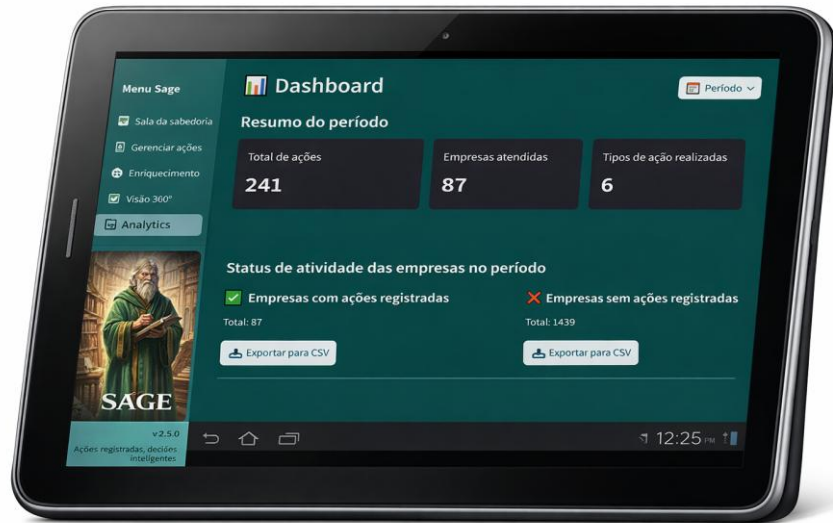 Menu Sage
Sala da sabedoria
Gerenciar ações
Enriquecimento
Visão 360°
Analytics
SAGE
v2.5.0
Ações registradas, decições
inteligentes
Dashboard
Período
Resumo do período
Total de ações
241
Empresas atendidas
87
Tipos de ação realizadas
6
Status de atividade das empresas no período
Empresas com ações registradas
Total: 87
Exportar para CSV
Empresas sem ações registradas
Total: 1439
Exportar para CSV
12:25 PM